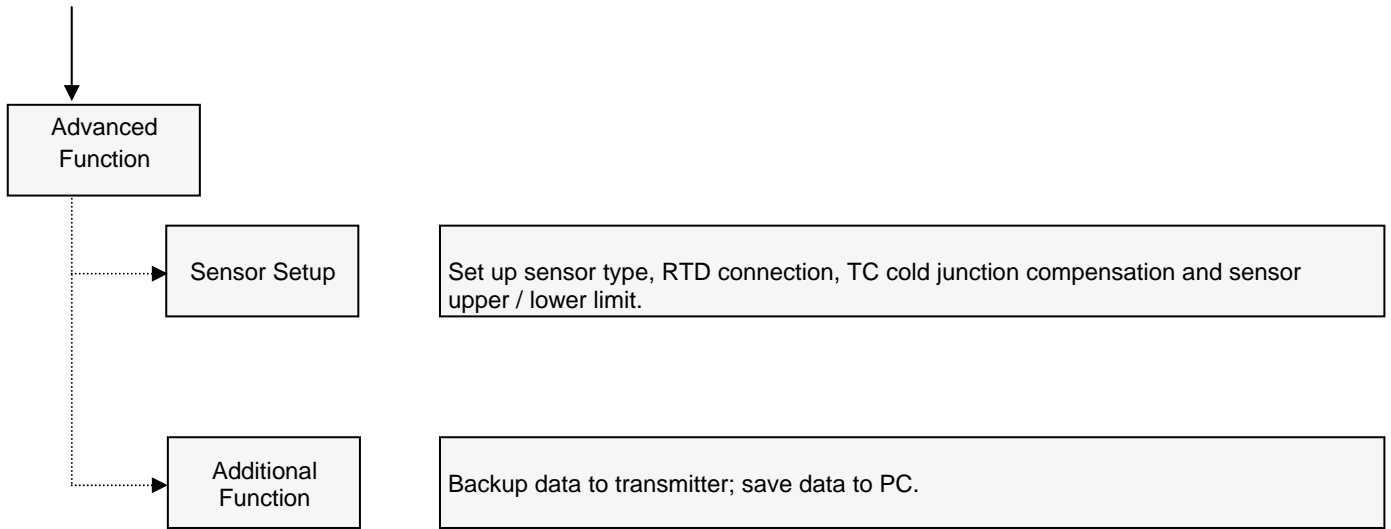 Advanced
Function
Sensor Setup
Set up sensor type, RTD connection, TC cold junction compensation and sensor
upper / lower limit.
Additional
Function
Backup data to transmitter; save data to PC.